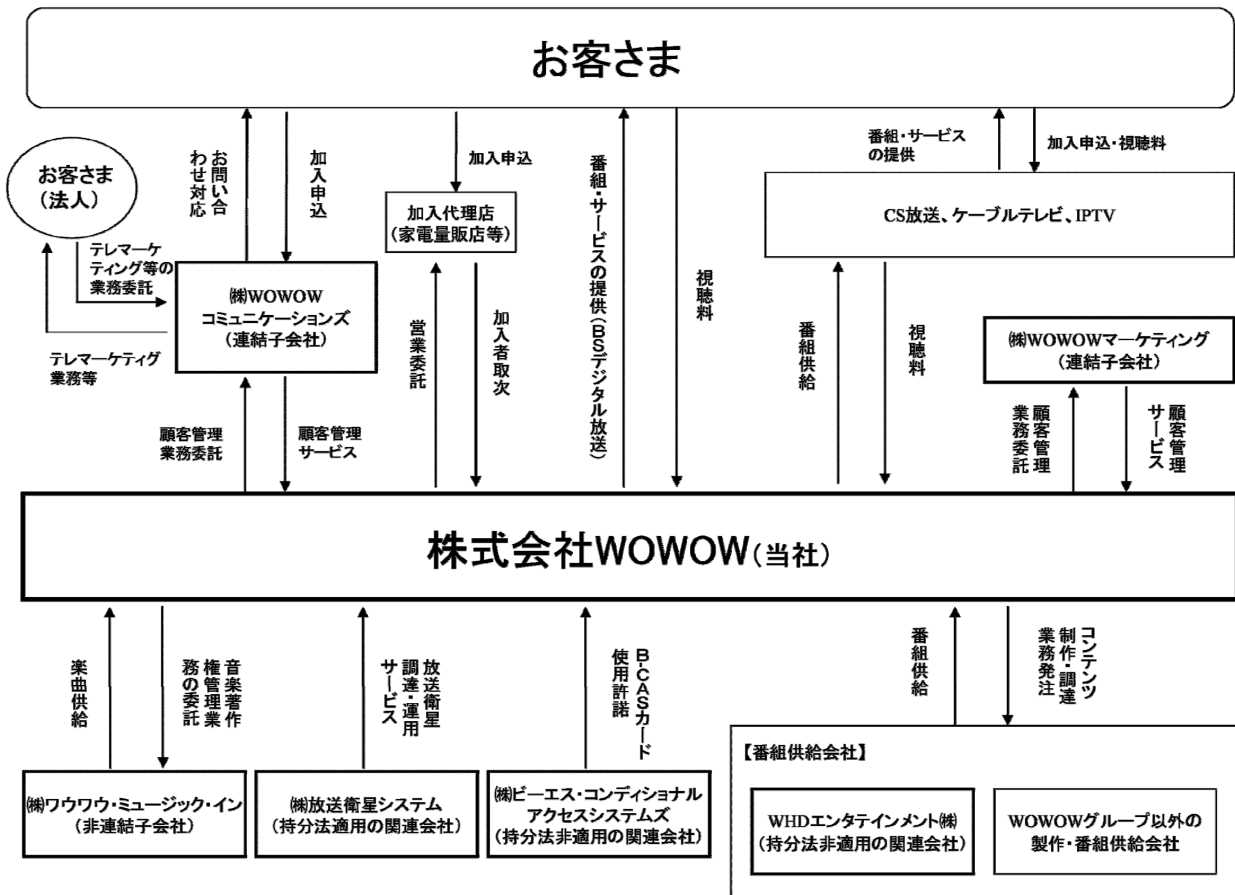 お客さま
お客さま
(法人)
お問い合
わせ対応
加入申込
加入申込
番組・サービスの提供(BSデジタル放送)
視聴料
番組・サービス
の提供
加入申込・視聴料
加入代理店
(家電量販店等)
CS放送、ケーブルテレビ、IPTV
テレマーケ
ティング等の
業務委託
㈱WOWOW
コミュニケーションズ
(連結子会社)
テレマーケティグ
業務等
営業委託
加入者取次
番組供給
視聴料
㈱WOWOWマーケティング
(連結子会社)
顧客管理
業務委託
顧客管理
サービス
顧客管理
業務委託
顧客管理
サービス
株式会社WOWOW(当社)
楽曲供給
音楽著作
権管理業
務の委託
放送衛星
調達・運用
サービス
B-CASカード
使用許諾
番組供給
コンテンツ
制作・調達
業務発注
㈱ワウワウ・ミュージック・イン
(非連結子会社)
㈱放送衛星システム
(持分法適用の関連会社)
㈱ビーエス・コンディショナル
アクセスシステムズ
(持分法非適用の関連会社)
【番組供給会社】
WHDエンタテインメント㈱
(持分法非適用の関連会社)
WOWOWグループ以外の
製作・番組供給会社